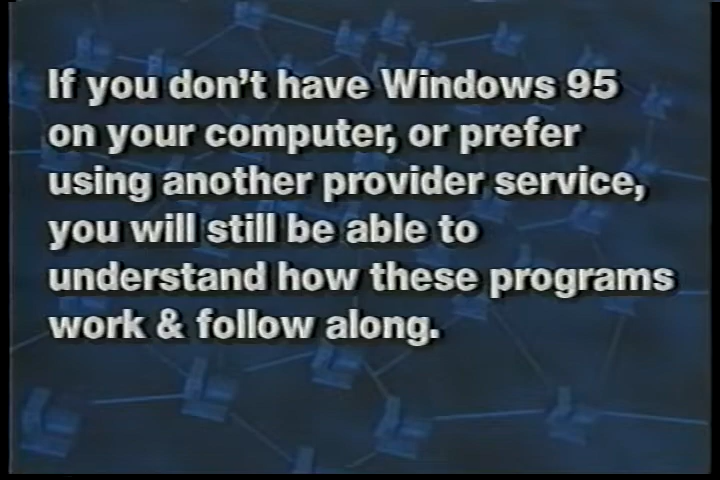 If you don't have Windows 95
on your computer, or prefer
using another provider service,
you will still be able to
understand how these programs
work & follow along.